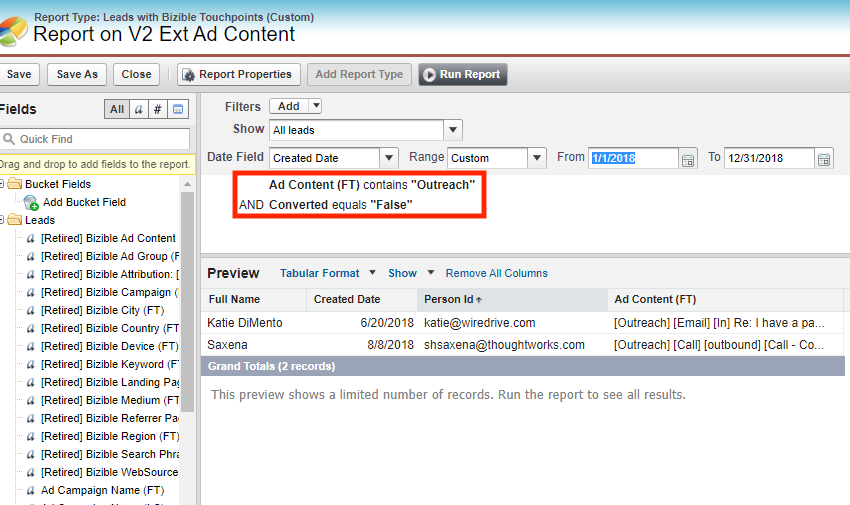 Report Type: Leads with Bizible Touchpoints (Custom)
Report on V2 Ext Ad Content
Save
Save As
Close
Report Properties
Add Report Type
Run Report
Fields
All
a
#
Quick Find
Drag and drop to add fields to the report.
Bucket Fields
Add Bucket Field
Leads
a [Retired] Bizible Ad Content
a [Retired] Bizible Ad Group (F
a [Retired] Bizible Attribution: [
a [Retired] Bizible Campaign (
a [Retired] Bizible City (FT)
a [Retired] Bizible Country (FT
a [Retired] Bizible Device (FT)
a [Retired] Bizible Keyword (F
a [Retired] Bizible Landing Pag
a [Retired] Bizible Medium (FT
a [Retired] Bizible Referrer Pa
a [Retired] Bizible Region (FT)
a [Retired] Bizible Search Phra
a [Retired] Bizible WebSource
a Ad Campaign Name (FT)
Filters Add
Show All leads
Date Field Created Date Range Custom From 1/1/2018 To 12/31/2018
Ad Content (FT) contains "Outreach"
AND Converted equals "False"
Preview Tabular Format Show Remove All Columns
Full Name Created Date Person Id↑ Ad Content (FT)
Katie DiMento 6/20/2018 katie@wiredrive.com [Outreach] [Email] [In] Re: I have a pa...
Saxena 8/8/2018 shsaxena@thoughtworks.com [Outreach] [Call] [outbound] [Call - Co...
Grand Totals (2 records)
This preview shows a limited number of records. Run the report to see all results.